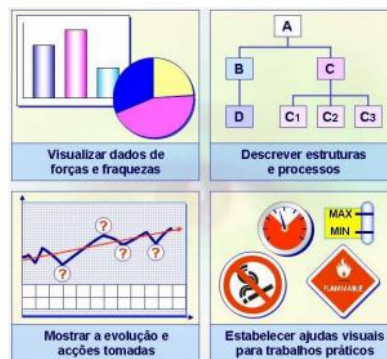 A
B
C
D
C1
C2
C3
Visualizar dados de
forças e fraquezas
Descrever estruturas
e processos
?
?
?
?
MAX
MIN
FLAMMABLE
Mostrar a evolução e
acções tomadas
Estabelecer ajudas visuais
para trabalhos práticos